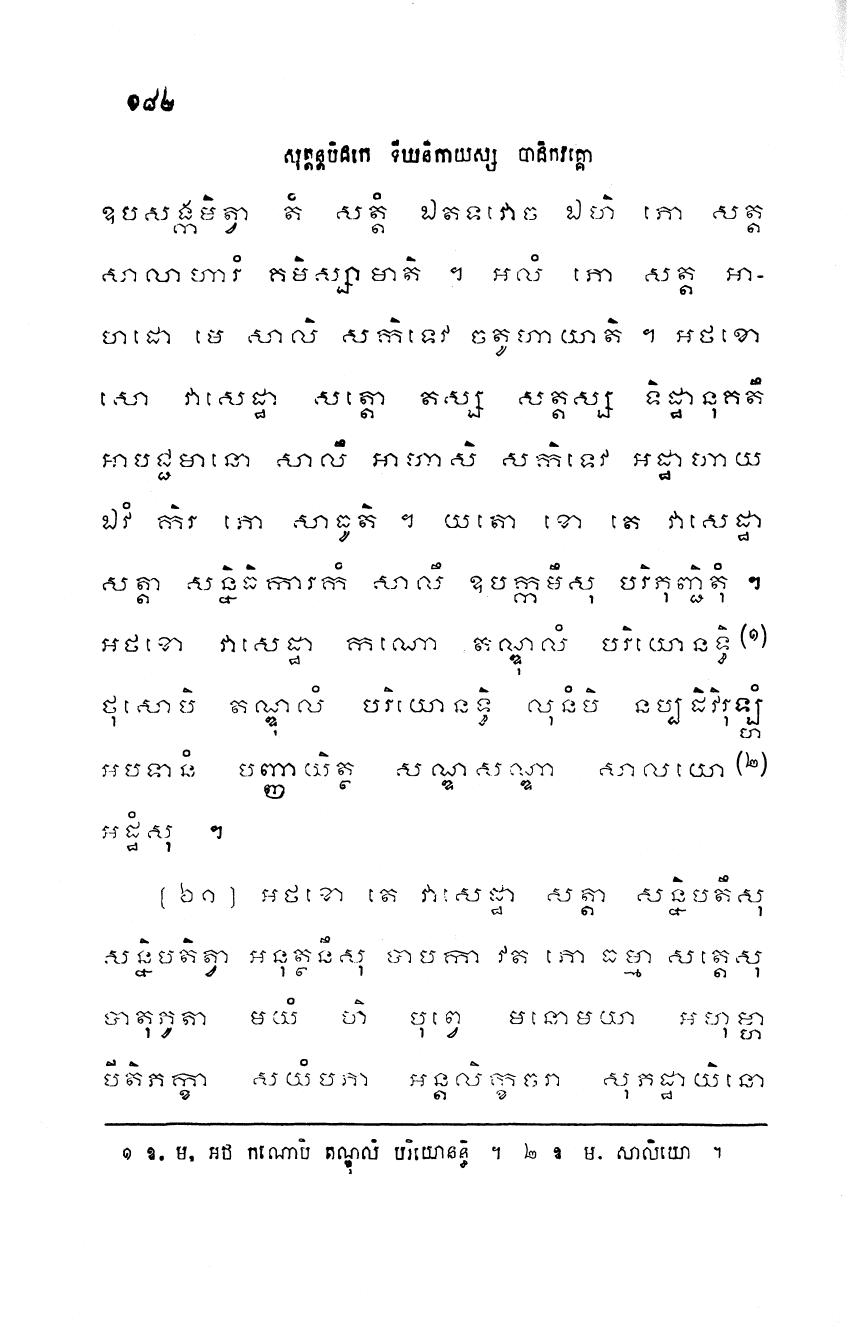 ១៨២
សុត្តន្តបិដកេ ទីឃនិកាយស្ស បាដិកវគ្គោ
ឧបសង្កមិត្វា តំ សត្តំ ឯតទវោច ឯហិ ភោ សត្ត
សាលាហារំ គមិស្សាមាតិ ។ អលំ ភោ សត្ត អា-
ហដោ មេ សាលិ សកិទេវ ចតូហាយាតិ ។ អថខោ
សោ វាសេដ្ឋា សត្តោ តស្ស សត្តស្ស ទិដ្ឋានុគតឹ
អាបជ្ជមានោ សាលឹ អាហាសិ សកិទេវ អដ្ឋាហាយ
ឯវំ កិរ ភោ សាធូតិ ។ យតោ ខោ តេ វាសេដ្ឋា
សត្តា សន្និធិការកំ សាលឹ ឧបក្កមឹសុ បរិភុញ្ជិតុំ ។
អថខោ វាសេដ្ឋា កណោ តណ្ឌុលំ បរិយោនន្ធិ (១)
ថុសោបិ តណ្ឌុលំ បរិយោនន្ធិ លុនំបិ នប្បដិវិរុឡ្ហំ
អបទានំ បញ្ញាយិត្ថ សណ្ឌសណ្ឌា សាលយោ (២)
អដ្ឋំសុ ។
(៦១) អថខោ តេ វាសេដ្ឋា សត្តា សន្និបតឹសុ
សន្និបតិត្វា អនុត្ថនឹសុ បាបកា វត ភោ ធម្មា សត្តេសុ
បាតុភូតា មយំ ហិ បុព្វេ មនោមយា អហុម្ហា
បីតិភក្ខា សយំបភា អន្តលិក្ខចរា សុភដ្ឋាយិនោ
១ ឱ. ម. អថ កណោបិ តណ្ឌុលំ បរិយោនន្ធិ ។ ២ ឱ ម. សាលិយោ ។